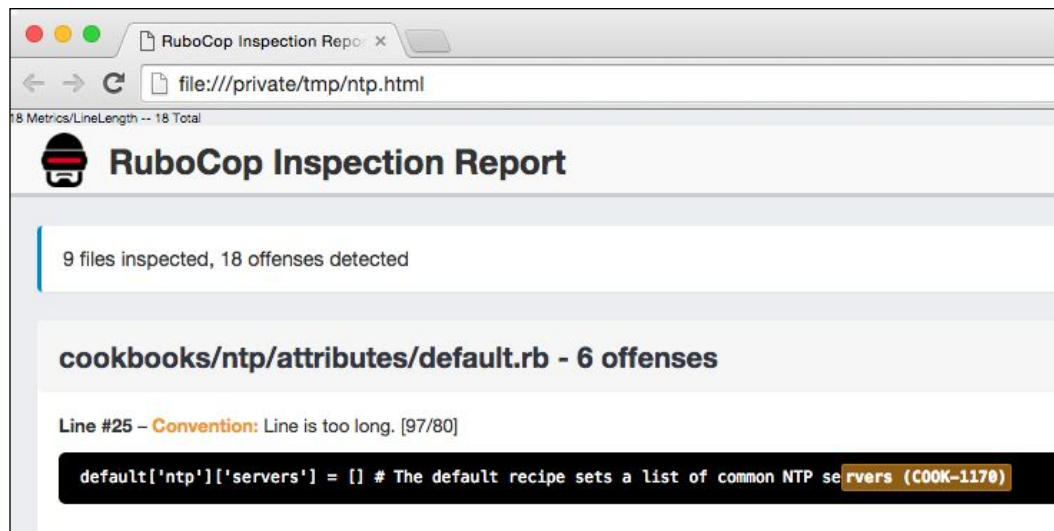 RuboCop Inspection Repor
file:///private/tmp/ntp.html
18 Metrics/LineLength -- 18 Total
RuboCop Inspection Report
9 files inspected, 18 offenses detected
cookbooks/ntp/attributes/default.rb - 6 offenses
Line #25 – Convention: Line is too long. [97/80]
default['ntp']['servers'] = [] # The default recipe sets a list of common NTP servers (COOK-1170)